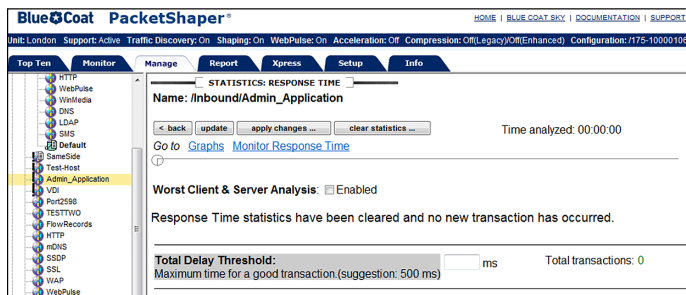 Blue Coat PacketShaper®
HOME | BLUE COAT SKY | DOCUMENTATION | SUPPORT
Unit: London Support: Active Traffic Discovery: On Shaping: On WebPulse: On Acceleration: Off Compression: Off(Legacy)/Off(Enhanced) Configuration: /175-10000106
Top Ten Monitor Manage Report Xpress Setup Info
HTTP
WebPulse
WinMedia
DNS
LDAP
SMS
Default
SameSide
Test-Host
Admin_Application
VDI
Port2598
TESTTWO
FlowRecords
HTTP
mDNS
SSDP
SSL
WAP
WebPulse
STATISTICS: RESPONSE TIME
Name: /Inbound/Admin_Application
< back update apply changes ... clear statistics ... Time analyzed: 00:00:00
Go to Graphs Monitor Response Time
Worst Client & Server Analysis: Enabled
Response Time statistics have been cleared and no new transaction has occurred.
Total Delay Threshold: ms Total transactions: 0
Maximum time for a good transaction.(suggestion: 500 ms)